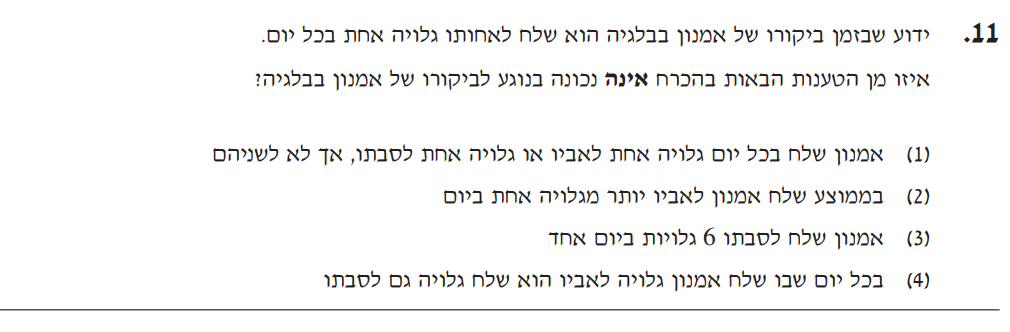 11. ידוע שבזמן ביקורו של אמנון בבלגיה הוא שלח לאחותו גלויה אחת בכל יום.
איזו מן הטענות הבאות בהכרח אינה נכונה בנוגע לביקורו של אמנון בבלגיה?
(1) אמנון שלח בכל יום גלויה אחת לאביו או גלויה אחת לסבתו, אך לא לשניהם
(2) בממוצע שלח אמנון לאביו יותר מגלויה אחת ביום
(3) אמנון שלח לסבתו 6 גלויות ביום אחד
(4) בכל יום שבו שלח אמנון גלויה לאביו הוא שלח גלויה גם לסבתו